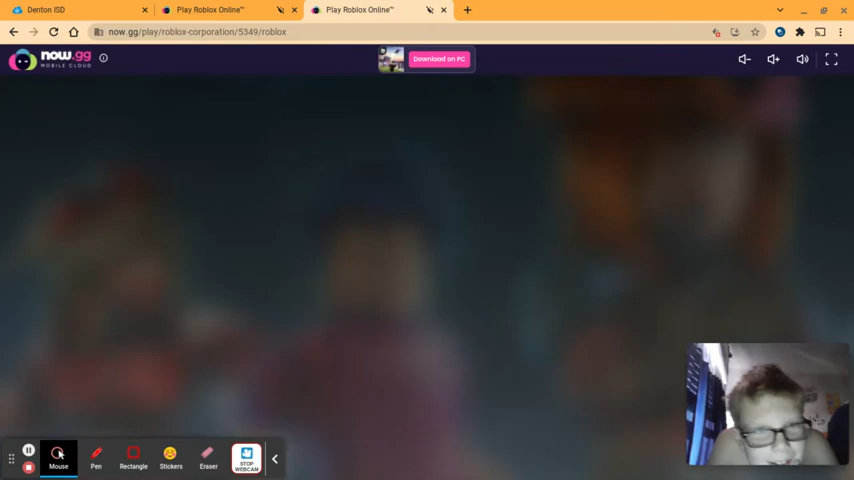 Denton ISD
Play Roblox Online™
Play Roblox Online™
now.gg/play/roblox-corporation/5349/roblox
now.gg
MOBILE CLOUD
Download on PC
Mouse
Pen
Rectangle
Stickers
Eraser
STOP
WEBCAM